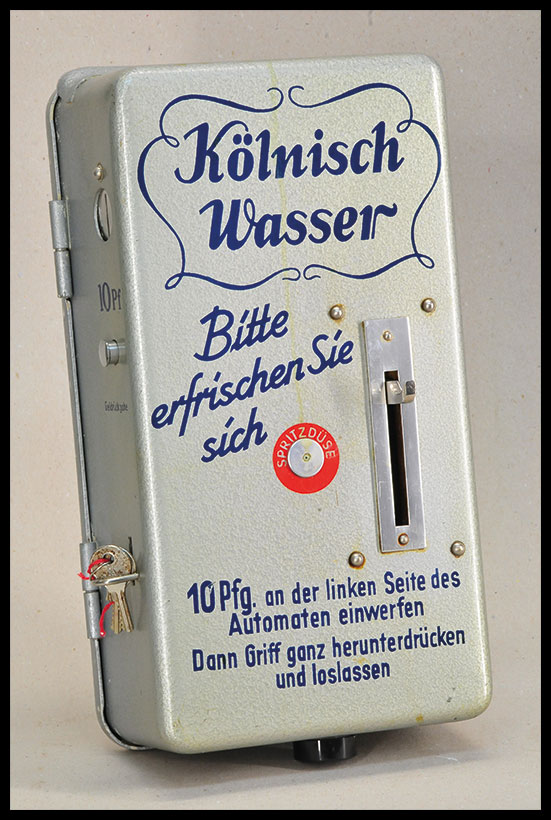 Kölnisch
Wasser
Bitte
erfrischen Sie
sich
SPRITZDÜSE
10 Pf
Geldrückgabe
10 Pfg. an der linken Seite des
Automaten einwerfen
Dann Griff ganz herunterdrücken
und loslassen